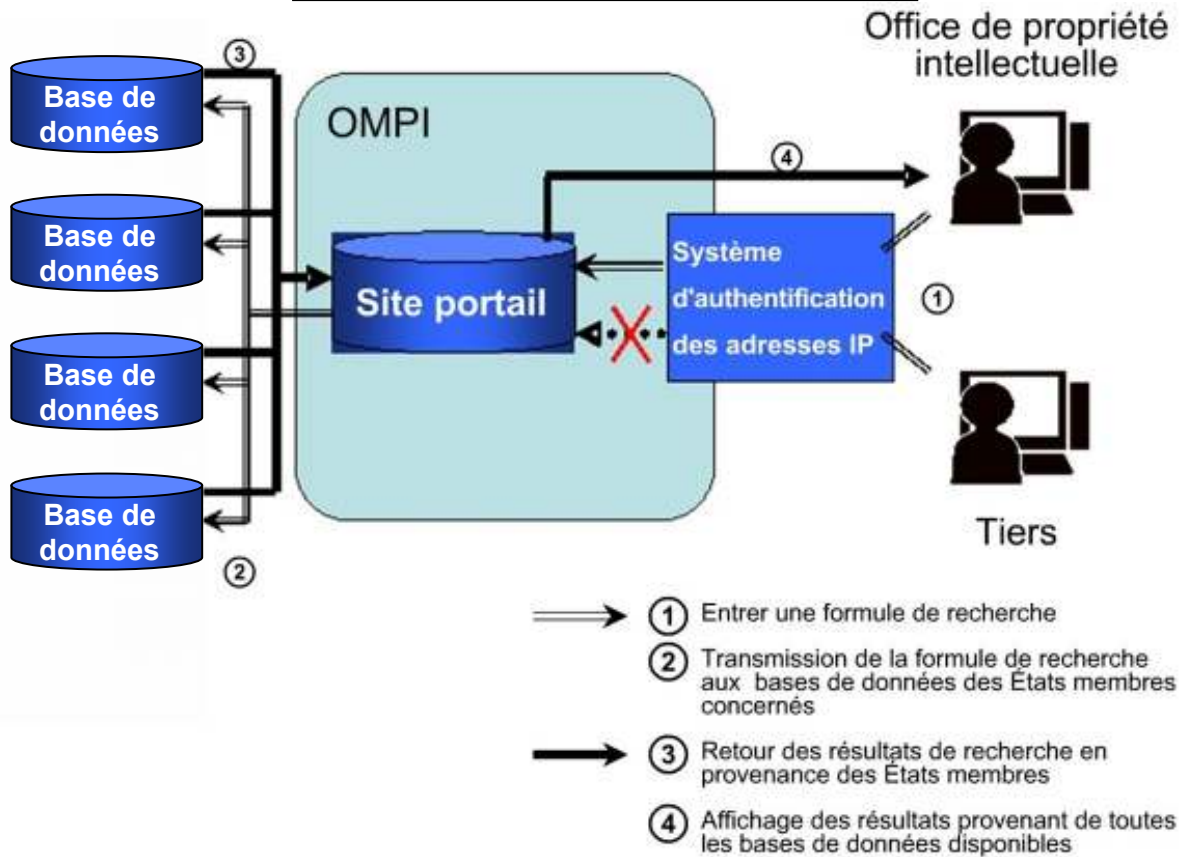 Office de propriété
intellectuelle
③
Base de
données
OMPI
④
Base de
données
Système
d'authentification
des adresses IP
Site portail
①
Base de
données
Base de
données
②
Tiers
① Entrer une formule de recherche
② Transmission de la formule de recherche
aux bases de données des États membres
concernés
③ Retour des résultats de recherche en
provenance des États membres
④ Affichage des résultats provenant de toutes
les bases de données disponibles